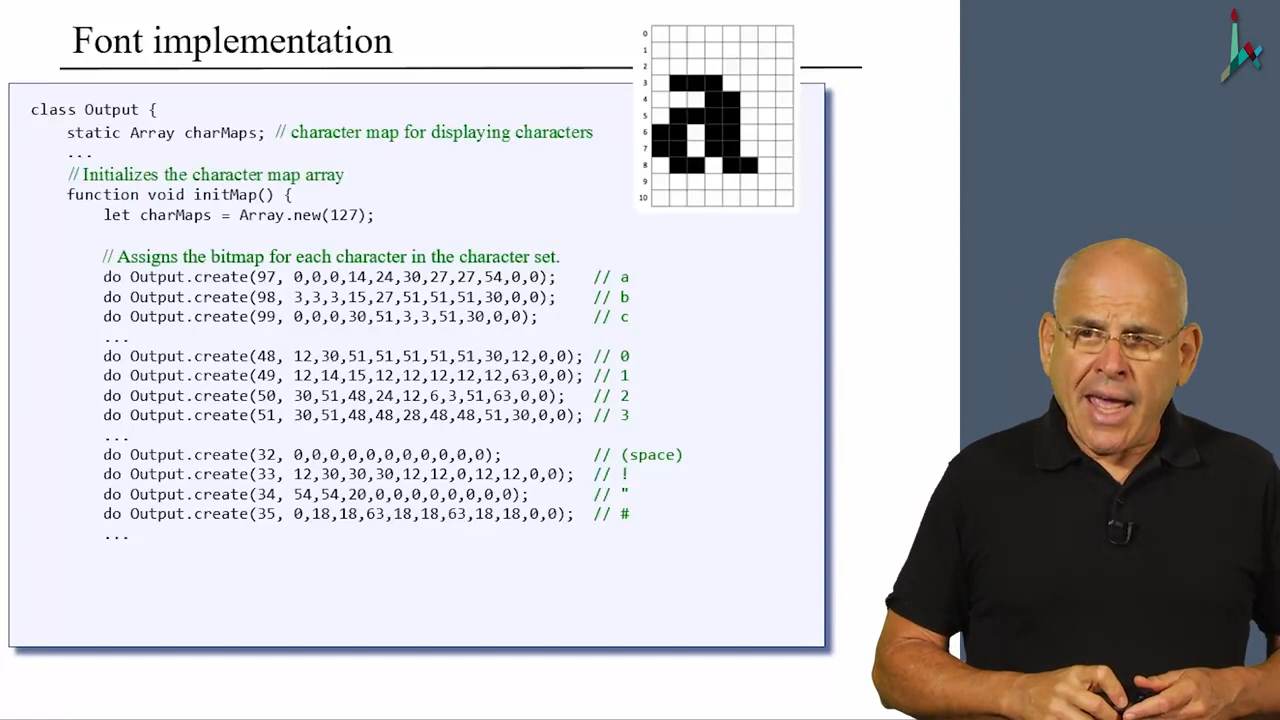 Font implementation
0
1
2
3
4
5
6
7
8
9
10
class Output {
static Array charMaps; // character map for displaying characters
...
// Initializes the character map array
function void initMap() {
let charMaps = Array.new(127);
// Assigns the bitmap for each character in the character set.
do Output.create(97, 0,0,0,14,24,30,27,27,54,0,0); // a
do Output.create(98, 3,3,3,15,27,51,51,51,30,0,0); // b
do Output.create(99, 0,0,0,30,51,3,3,51,30,0,0); // c
...
do Output.create(48, 12,30,51,51,51,51,51,30,12,0,0); // 0
do Output.create(49, 12,14,15,12,12,12,12,12,63,0,0); // 1
do Output.create(50, 30,51,48,24,12,6,3,51,63,0,0); // 2
do Output.create(51, 30,51,48,48,28,48,48,51,30,0,0); // 3
...
do Output.create(32, 0,0,0,0,0,0,0,0,0,0,0); // (space)
do Output.create(33, 12,30,30,30,12,12,0,12,12,0,0); // !
do Output.create(34, 54,54,20,0,0,0,0,0,0,0,0); // "
do Output.create(35, 0,18,18,63,18,18,63,18,18,0,0); // #
...